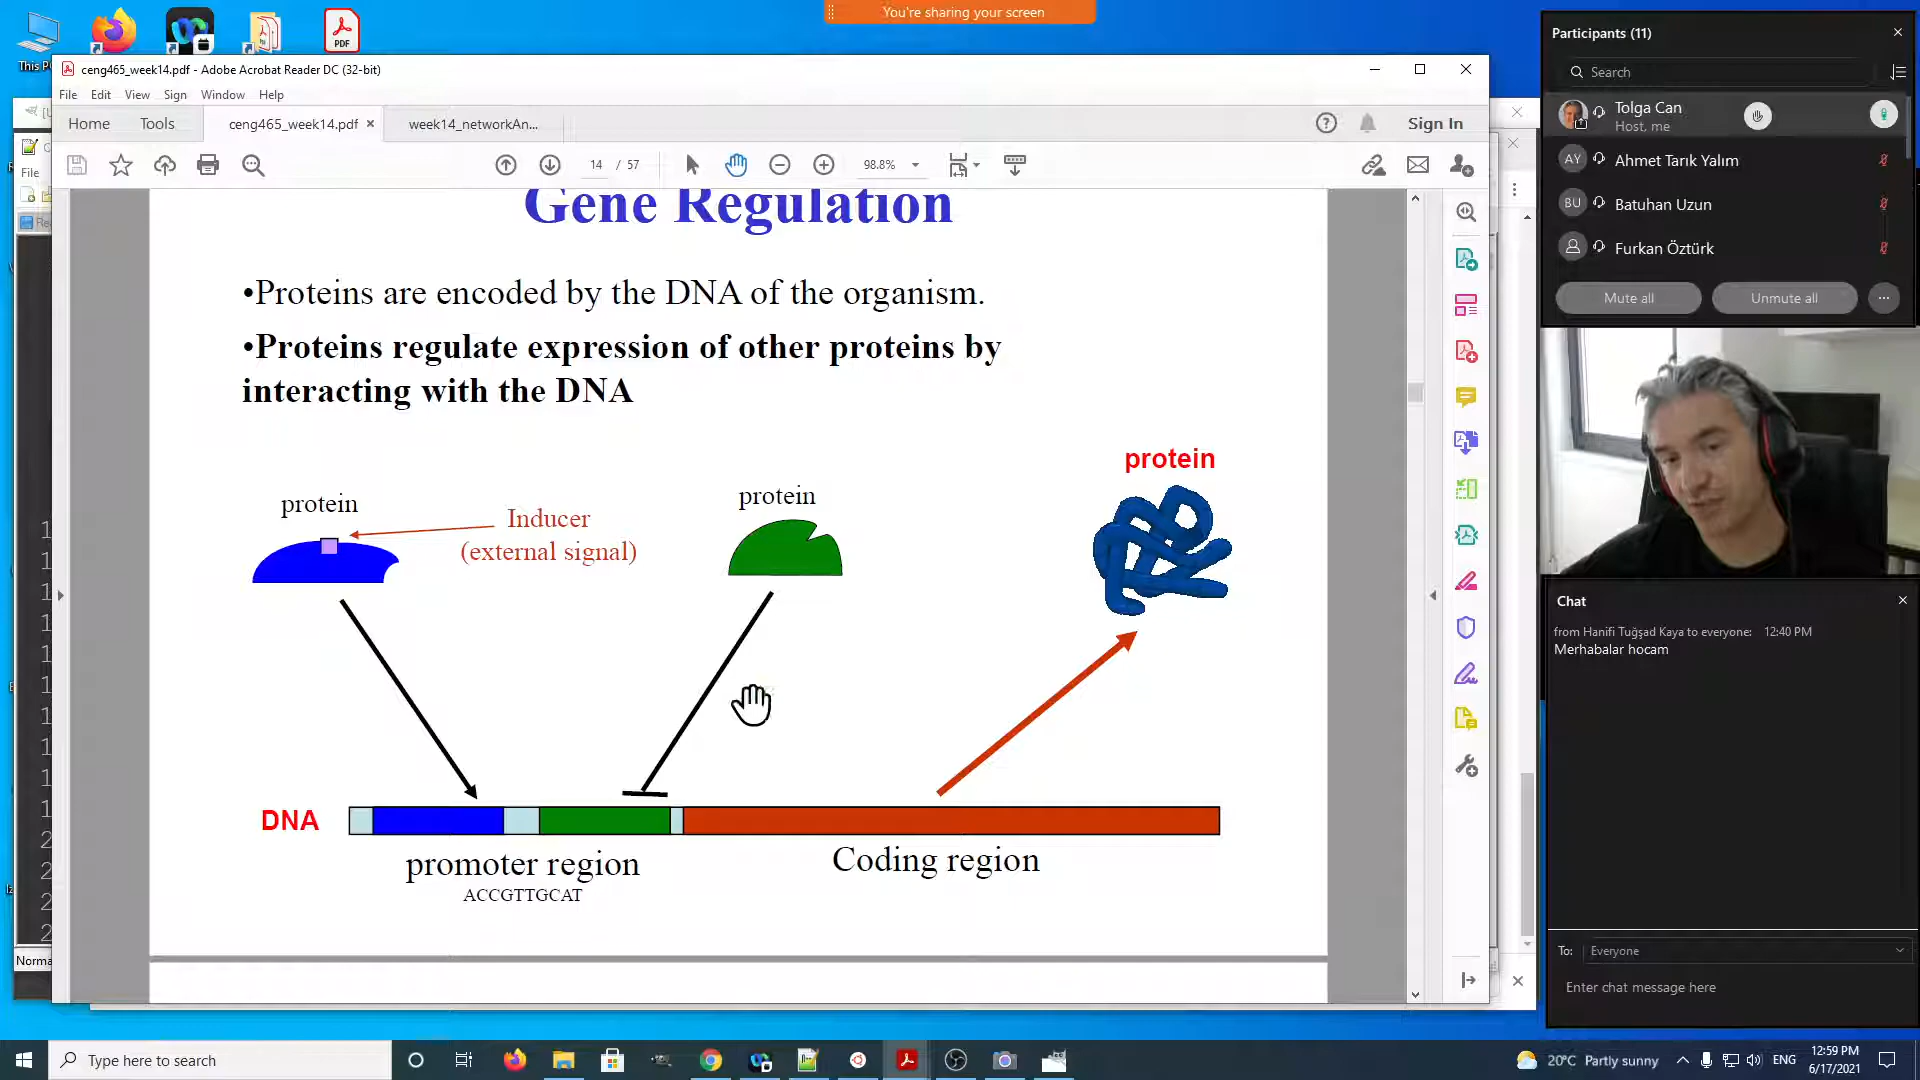 You're sharing your screen
This P
PDF
ceng465_week14.pdf - Adobe Acrobat Reader DC (32-bit)
File Edit View Sign Window Help
Home Tools ceng465_week14.pdf week14_networkAn... Sign In
14 / 57 98.8%
File
Gene Regulation
•Proteins are encoded by the DNA of the organism.
•Proteins regulate expression of other proteins by
interacting with the DNA
protein
Inducer
(external signal)
protein
protein
DNA
promoter region
ACCGTTGCAT
Coding region
Norma
Participants (11)
Search
Tolga Can
Host, me
AY Ahmet Tarık Yalım
BU Batuhan Uzun
Furkan Öztürk
Mute all Unmute all
Chat
from Hanifi Tuğşad Kaya to everyone: 12:40 PM
Merhabalar hocam
To: Everyone
Enter chat message here
Type here to search
20°C Partly sunny
ENG
12:59 PM
6/17/2021